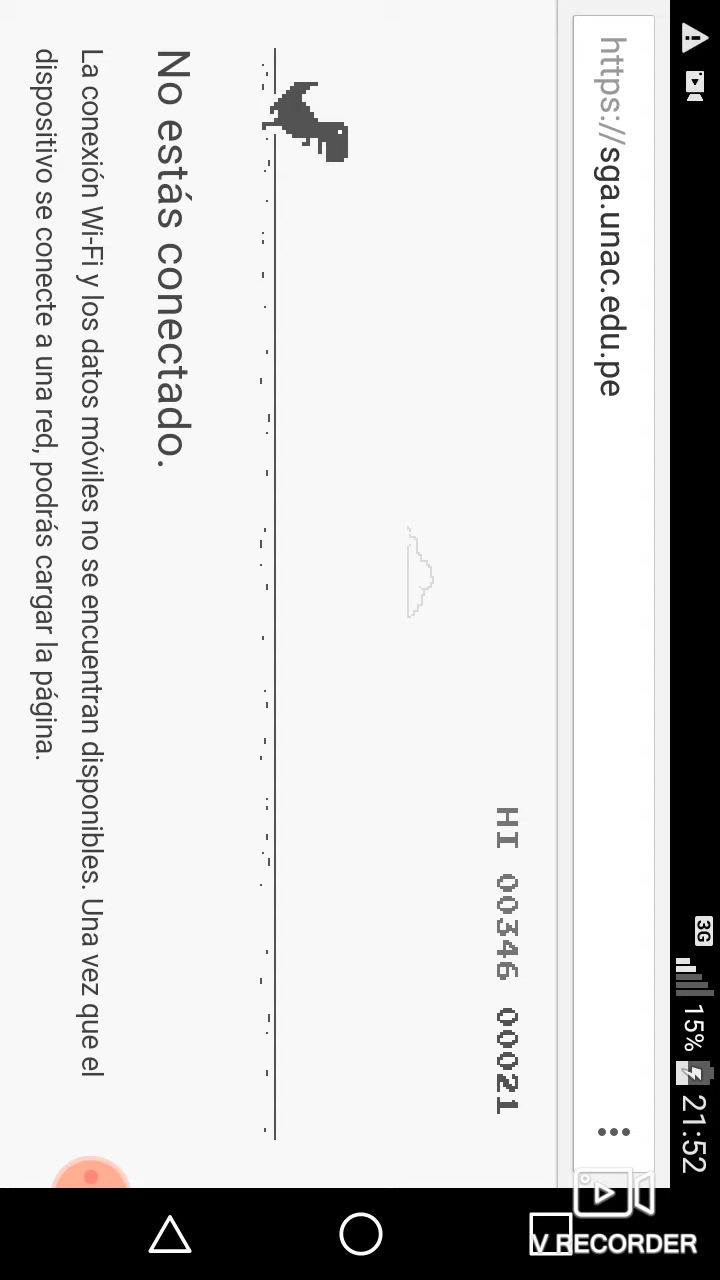 3G 15% 21:52
https://sga.unac.edu.pe
HI 00346 00021
No estás conectado.
La conexión Wi-Fi y los datos móviles no se encuentran disponibles. Una vez que el
dispositivo se conecte a una red, podrás cargar la página.
V RECORDER